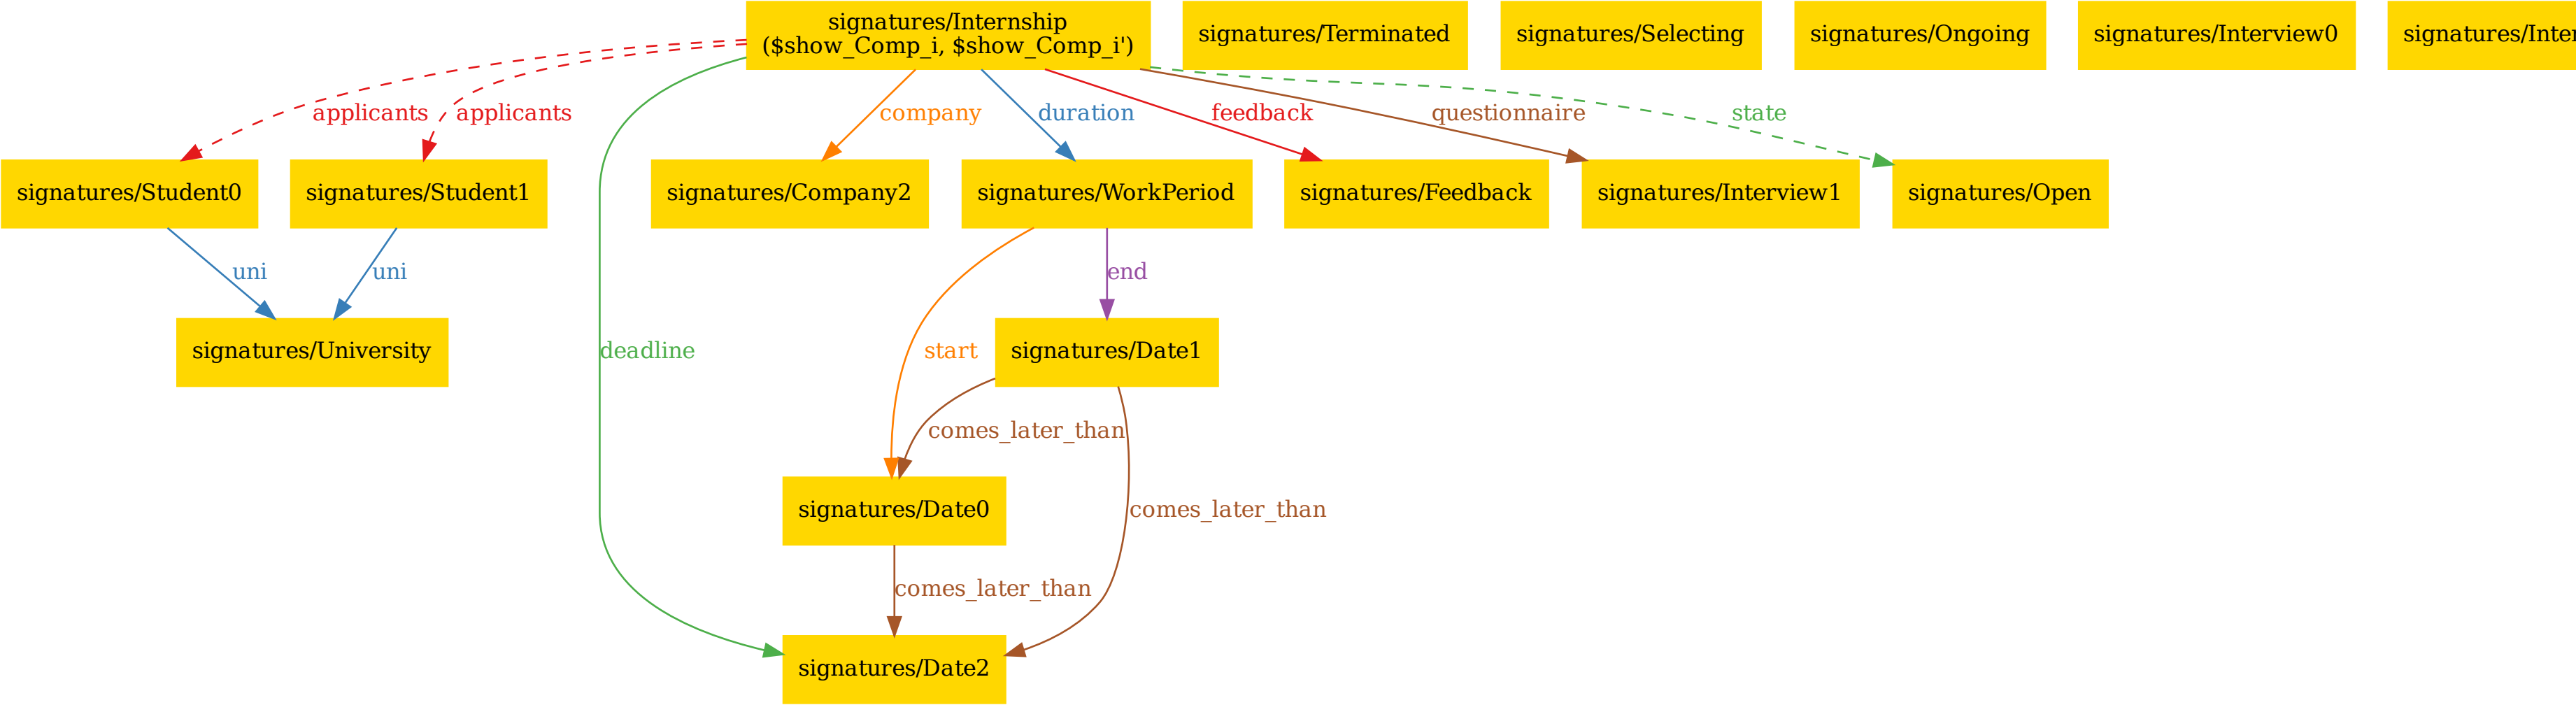 signatures/Internship
($show_Comp_i, $show_Comp_i')
signatures/Terminated
signatures/Selecting
signatures/Ongoing
signatures/Interview0
applicants
applicants
company
duration
feedback
questionnaire
state
signatures/Student0
signatures/Student1
signatures/Company2
signatures/WorkPeriod
signatures/Feedback
signatures/Interview1
signatures/Open
uni
uni
end
signatures/University
deadline
start
signatures/Date1
comes_later_than
signatures/Date0
comes_later_than
comes_later_than
signatures/Date2